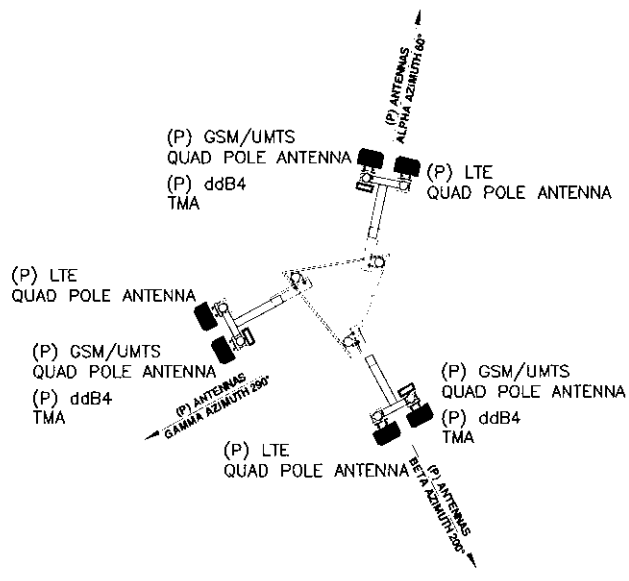 (P) ANTENNAS
ALPHA AZIMUTH 60°
(P) GSM/UMTS
QUAD POLE ANTENNA
(P) ddB4
TMA
(P) LTE
QUAD POLE ANTENNA
(P) LTE
QUAD POLE ANTENNA
(P) GSM/UMTS
QUAD POLE ANTENNA
(P) ddB4
TMA
(P) ANTENNAS
GAMMA AZIMUTH 290°
(P) GSM/UMTS
QUAD POLE ANTENNA
(P) ddB4
TMA
(P) LTE
QUAD POLE ANTENNA
(P) ANTENNAS
BETA AZIMUTH 200°